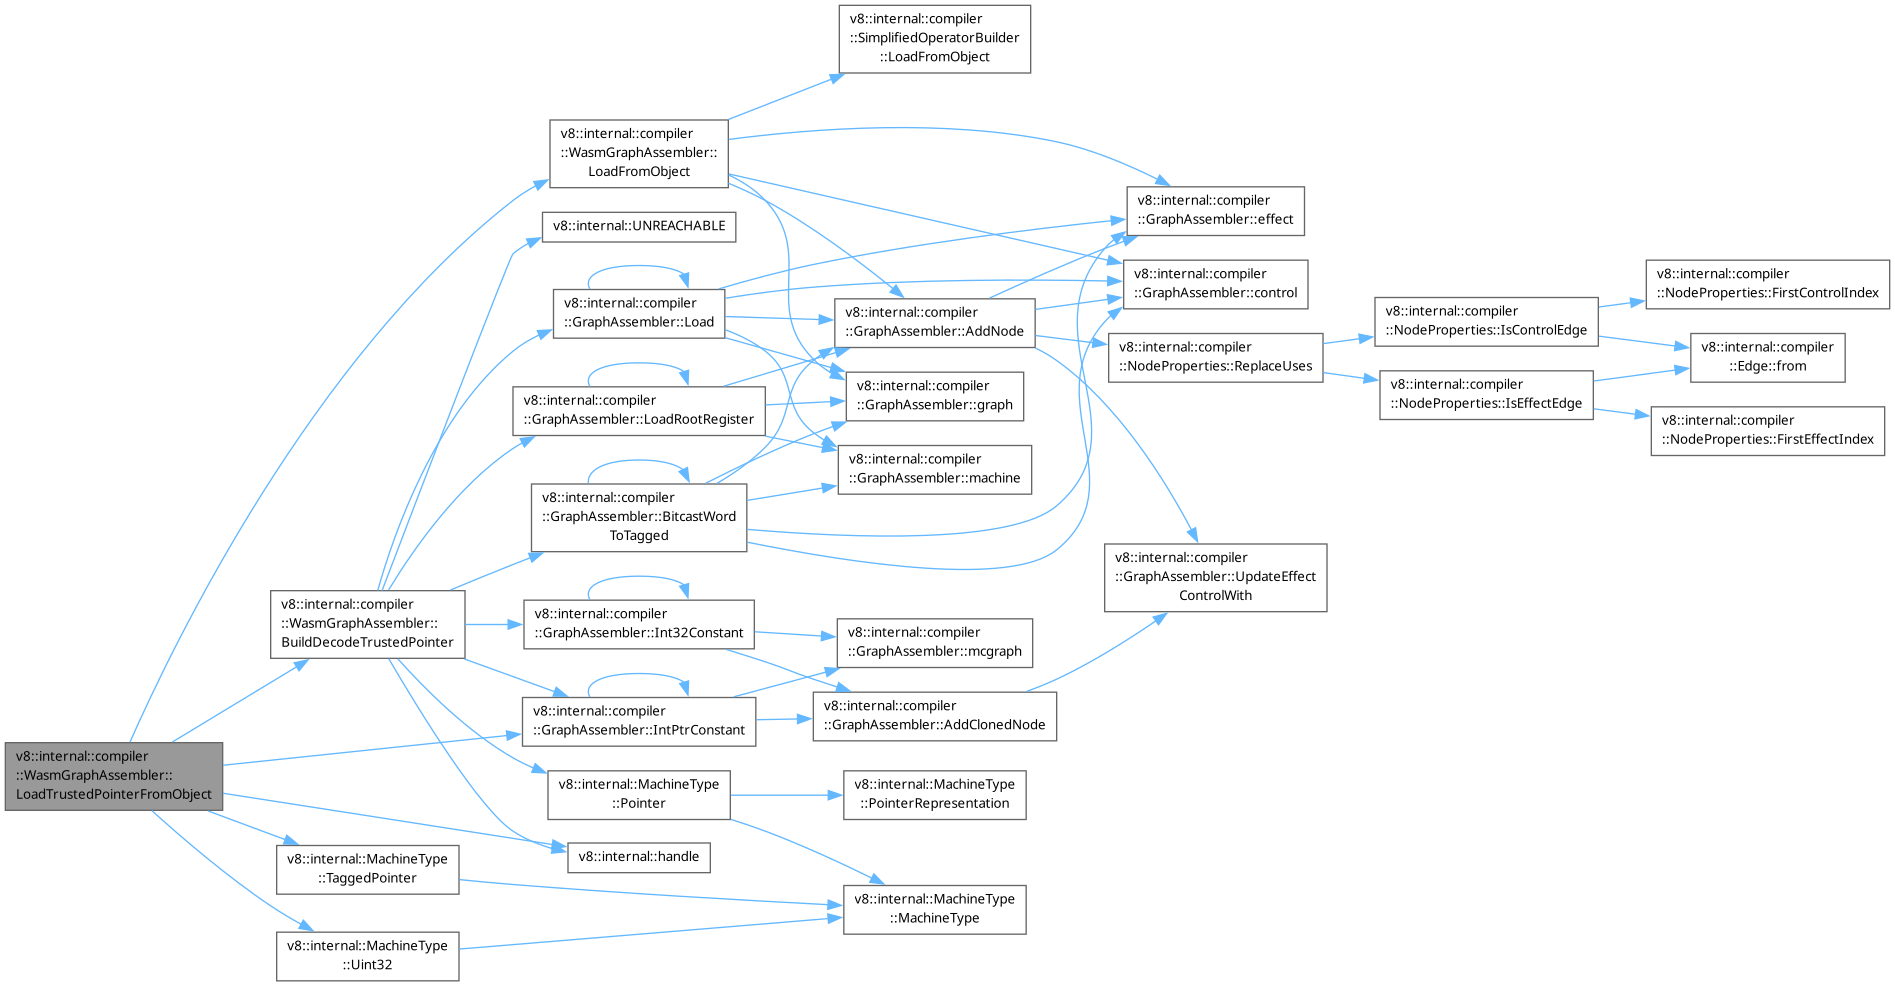 v8::internal::compiler
::SimplifiedOperatorBuilder
::LoadFromObject
v8::internal::compiler
::WasmGraphAssembler::
LoadFromObject
v8::internal::UNREACHABLE
v8::internal::compiler
::GraphAssembler::effect
v8::internal::compiler
::GraphAssembler::control
v8::internal::compiler
::NodeProperties::FirstControlIndex
v8::internal::compiler
::GraphAssembler::Load
v8::internal::compiler
::GraphAssembler::AddNode
v8::internal::compiler
::NodeProperties::IsControlEdge
v8::internal::compiler
::NodeProperties::ReplaceUses
v8::internal::compiler
::Edge::from
v8::internal::compiler
::GraphAssembler::graph
v8::internal::compiler
::NodeProperties::IsEffectEdge
v8::internal::compiler
::GraphAssembler::LoadRootRegister
v8::internal::compiler
::NodeProperties::FirstEffectIndex
v8::internal::compiler
::GraphAssembler::machine
v8::internal::compiler
::GraphAssembler::BitcastWord
ToTagged
v8::internal::compiler
::GraphAssembler::UpdateEffect
ControlWith
v8::internal::compiler
::WasmGraphAssembler::
BuildDecodeTrustedPointer
v8::internal::compiler
::GraphAssembler::Int32Constant
v8::internal::compiler
::GraphAssembler::mcgraph
v8::internal::compiler
::GraphAssembler::IntPtrConstant
v8::internal::compiler
::GraphAssembler::AddClonedNode
v8::internal::compiler
::WasmGraphAssembler::
LoadTrustedPointerFromObject
v8::internal::MachineType
::Pointer
v8::internal::MachineType
::PointerRepresentation
v8::internal::handle
v8::internal::MachineType
::TaggedPointer
v8::internal::MachineType
::MachineType
v8::internal::MachineType
::Uint32